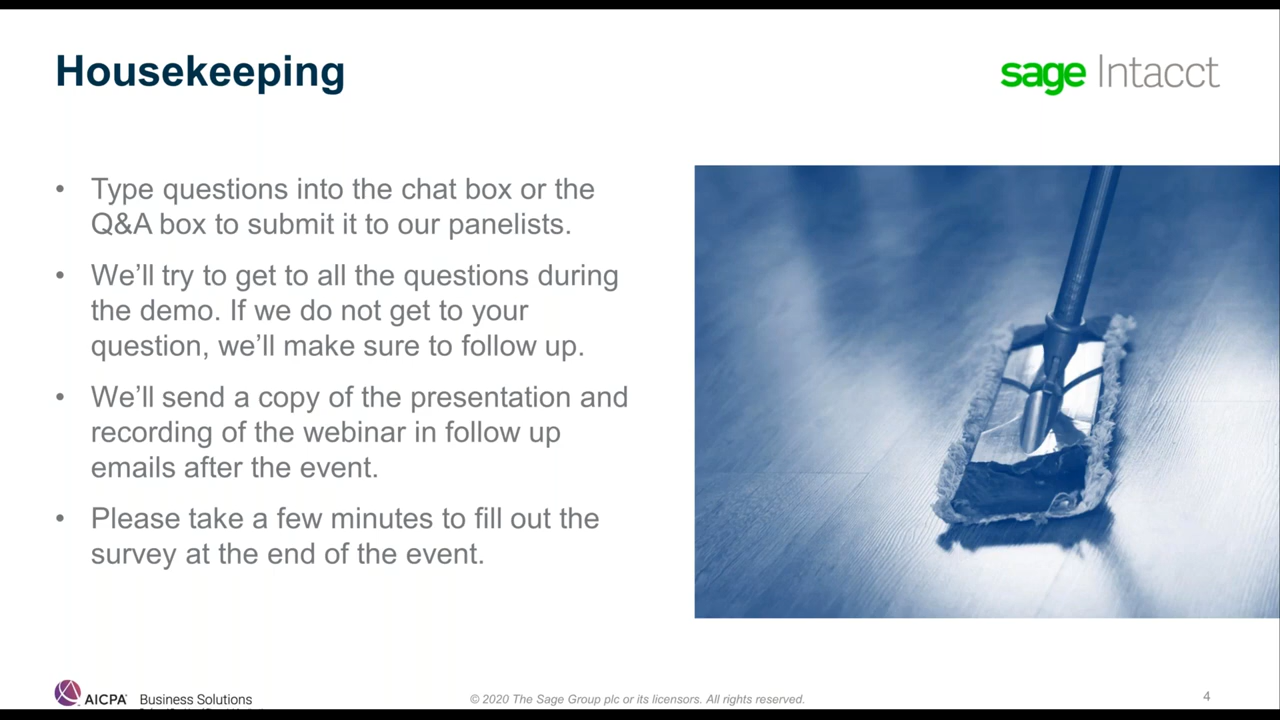 Housekeeping
sage Intacct
• Type questions into the chat box or the
Q&A box to submit it to our panelists.
• We’ll try to get to all the questions during
the demo. If we do not get to your
question, we’ll make sure to follow up.
• We’ll send a copy of the presentation and
recording of the webinar in follow up
emails after the event.
• Please take a few minutes to fill out the
survey at the end of the event.
AICPA Business Solutions
© 2020 The Sage Group plc or its licensors. All rights reserved.
4